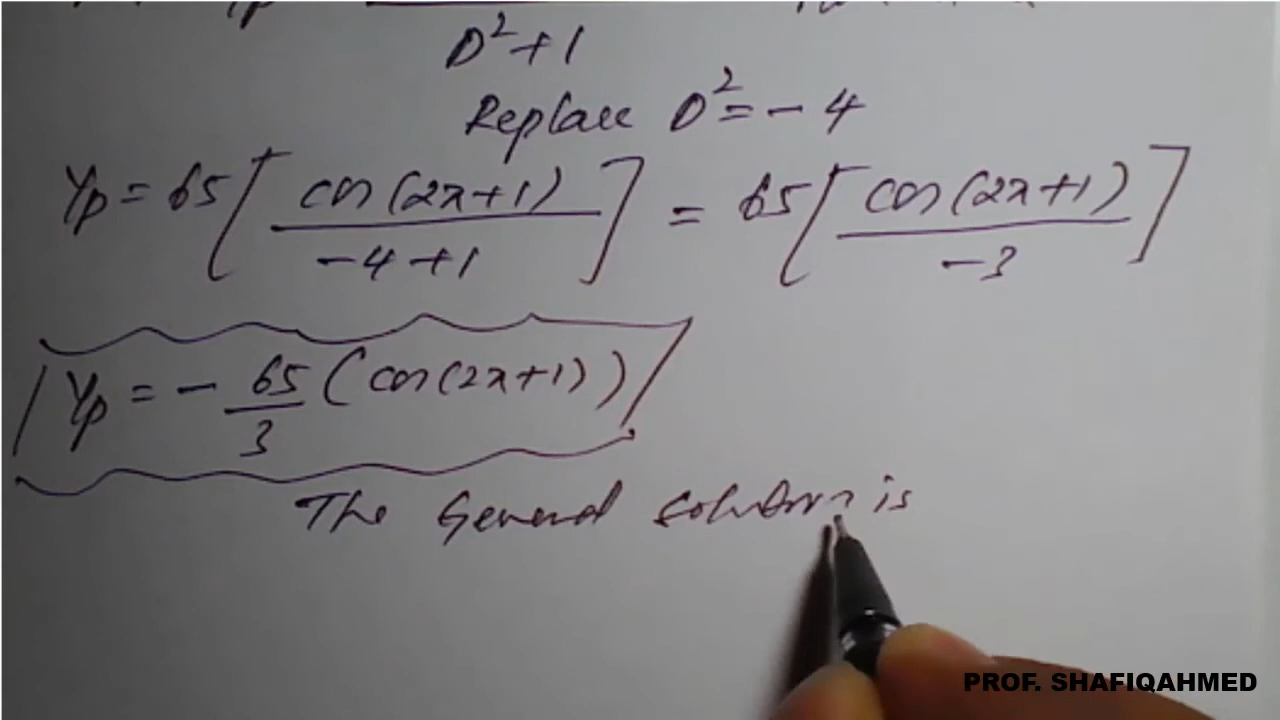 D²+1
Replace D²=-4
Yp = 65 [ cos(2x+1) / -4+1 ] = 65 [ cos(2x+1) / -3 ]
Yp = - 65/3 (cos(2x+1))
The General solution is
PROF. SHAFIQAHMED